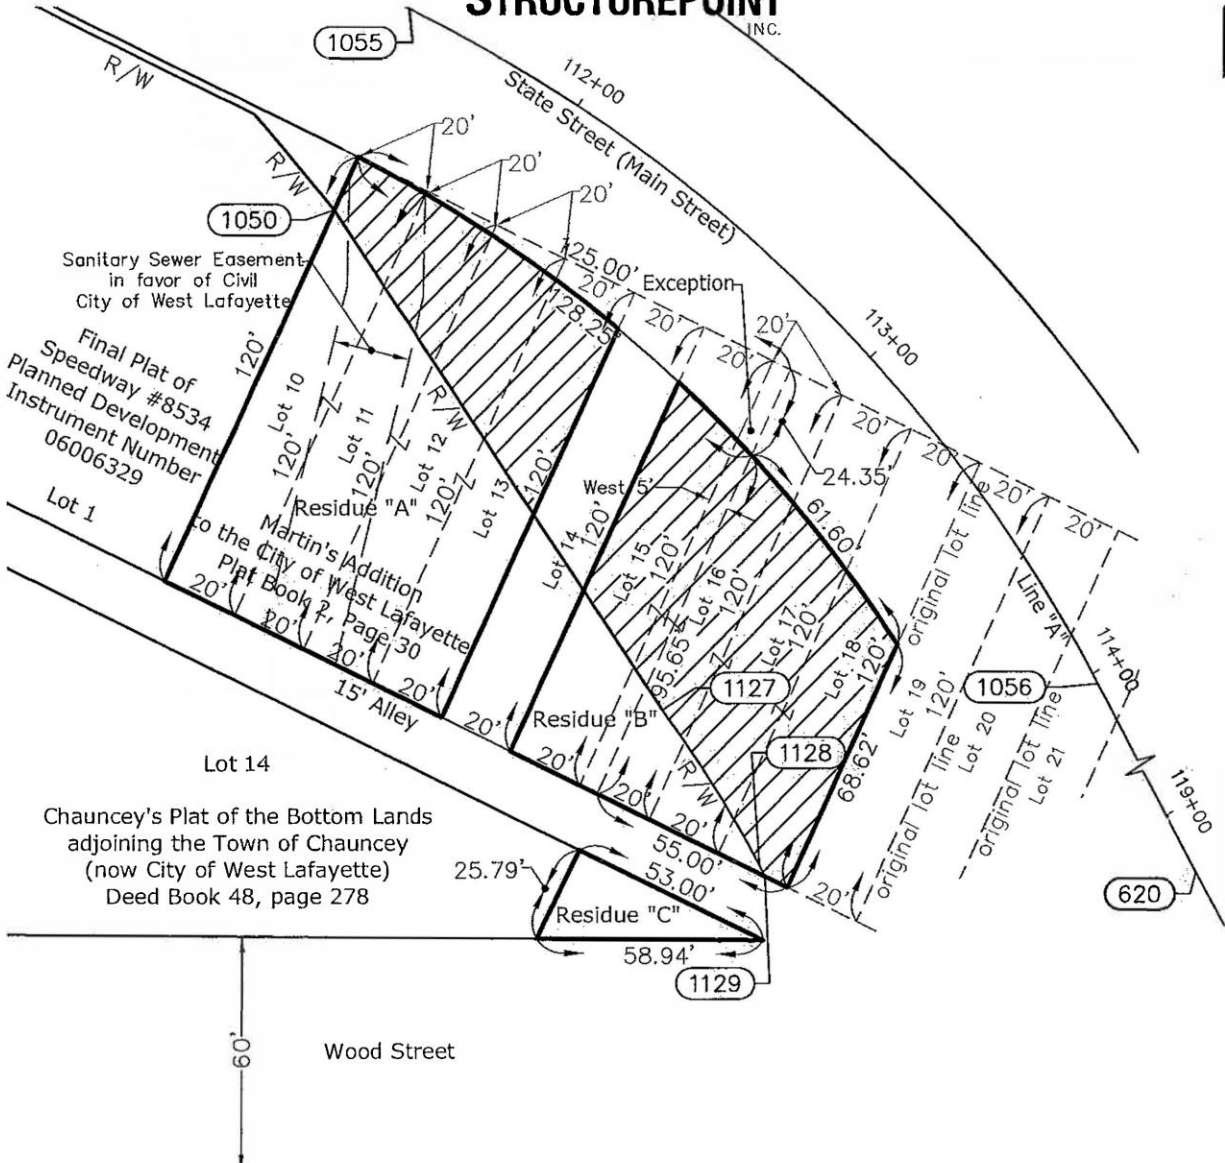 STRUCTUREPOINT
INC.
1055
R/W
112+00
State Street (Main Street)
20'
20'
20'
R/W
1050
Sanitary Sewer Easement
in favor of Civil
City of West Lafayette
125.00'
128.25'
Exception
20'
20'
20'
20'
113+00
Final Plat of
Speedway #8534
Planned Development
Instrument Number
06006329
120'
R/W
Lot 10
120'
Lot 11
120'
Lot 12
120'
Lot 13
120'
20'
20'
20'
20'
24.35'
West 5'
61.60'
original lot line
Line "A"
Lot 1
Residue "A"
Martin's Addition
to the City of West Lafayette
Plat Book 2, Page 30
Lot 14
120'
Lot 15
120'
Lot 16
120'
Lot 17
120'
Lot 18
120'
Lot 19
120'
114+00
1056
20'
20'
20'
20'
15' Alley
20'
95.65'
1127
Residue "B"
Lot 20
original lot line
Lot 21
original lot line
1128
68.62'
119+00
Lot 14
20'
20'
20'
R/W
55.00'
20'
Chauncey's Plat of the Bottom Lands
adjoining the Town of Chauncey
(now City of West Lafayette)
Deed Book 48, page 278
25.79'
53.00'
620
Residue "C"
58.94'
1129
60'
Wood Street